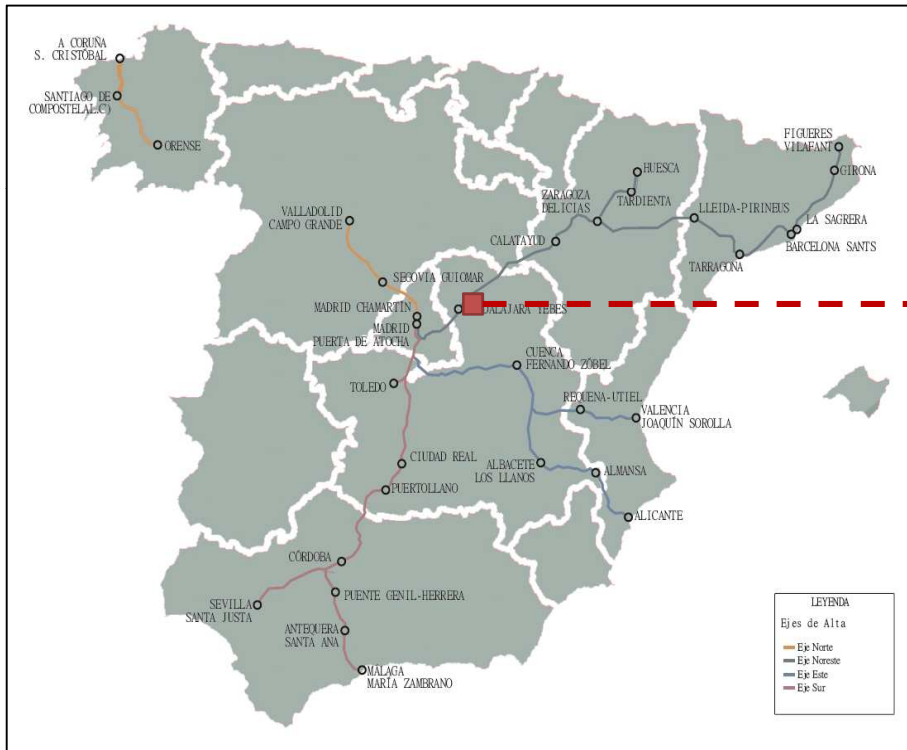 A CORUÑA
S. CRISTÓBAL
SANTIAGO DE
COMPOSTELAL.C)
ORENSE
FIGUERES
VILAFANT
GIRONA
HUESCA
TARDIENTA
ZARAGOZA
DELICIAS
LLEIDA-PIRINEUS
LA SAGRERA
BARCELONA SANTS
TARRAGONA
CALATAYUD
VALLADOLID
CAMPO GRANDE
SEGOVIA GUIOMAR
MADRID CHAMARTÍN
MADRID
PUERTA DE ATOCHA
DALAJARA YEBES
TOLEDO
CUENCA
FERNANDO ZÓBEL
REQUENA-UTIEL
VALENCIA
JOAQUÍN SOROLLA
CIUDAD REAL
ALBACETE
LOS LLANOS
ALMANSA
PUERTOLLANO
ALICANTE
CÓRDOBA
PUENTE GENIL-HERRERA
SEVILLA
SANTA JUSTA
ANTEQUERA
SANTA ANA
MÁLAGA
MARÍA ZAMBRANO
LEYENDA
Ejes de Alta
Eje Norte
Eje Noreste
Eje Este
Eje Sur